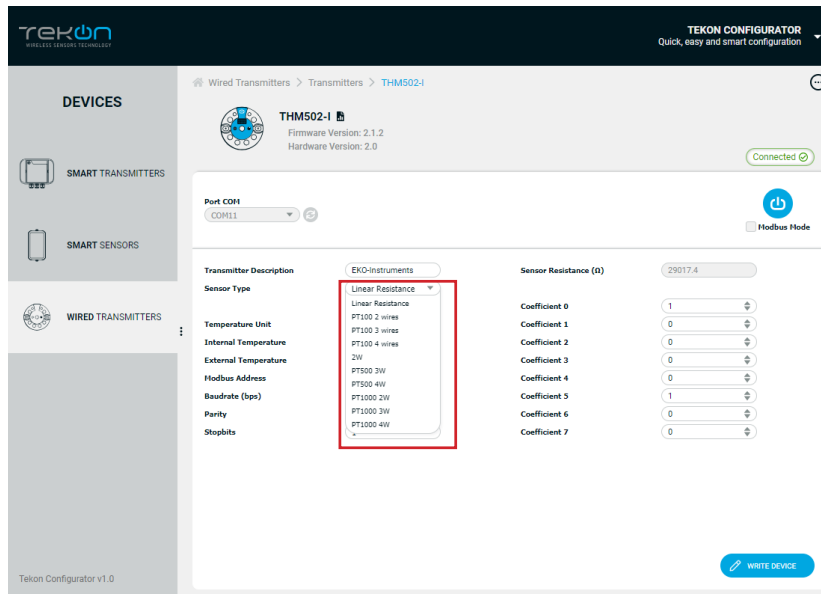 Tekon
WIRELESS SENSORS TECHNOLOGY
TEKON CONFIGURATOR
Quick, easy and smart configuration
DEVICES
SMART TRANSMITTERS
SMART SENSORS
WIRED TRANSMITTERS
Tekon Configurator v1.0
Wired Transmitters > Transmitters > THM502-I
THM502-I
Firmware Version: 2.1.2
Hardware Version: 2.0
Connected
Port COM
COM11
Modbus Mode
Transmitter Description
EKO-Instruments
Sensor Type
Linear Resistance
Linear Resistance
PT100 2 wires
PT100 3 wires
PT100 4 wires
2W
PT500 3W
PT500 4W
PT1000 2W
PT1000 3W
PT1000 4W
Temperature Unit
Internal Temperature
External Temperature
Modbus Address
Baudrate (bps)
Parity
Stopbits
Sensor Resistance (Ω)
29017.4
Coefficient 0
1
Coefficient 1
0
Coefficient 2
0
Coefficient 3
0
Coefficient 4
0
Coefficient 5
1
Coefficient 6
0
Coefficient 7
0
WRITE DEVICE